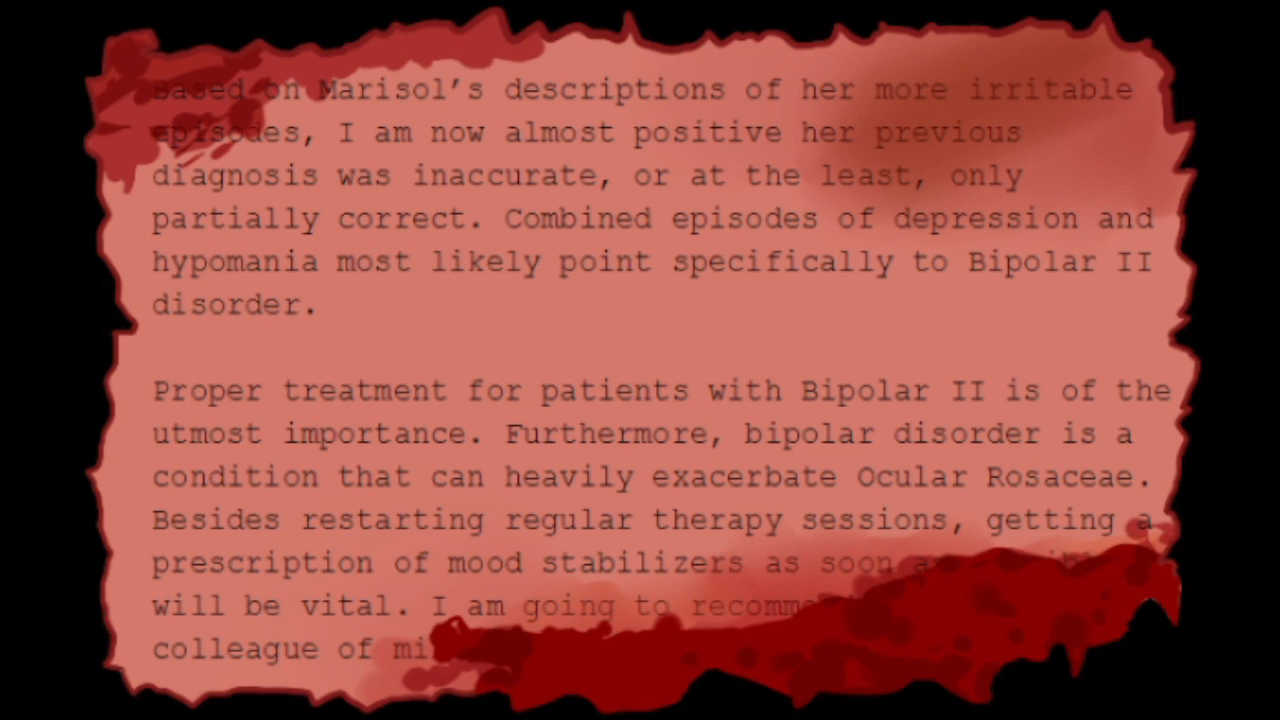 Based on Marisol’s descriptions of her more irritable
episodes, I am now almost positive her previous
diagnosis was inaccurate, or at the least, only
partially correct. Combined episodes of depression and
hypomania most likely point specifically to Bipolar II
disorder.
Proper treatment for patients with Bipolar II is of the
utmost importance. Furthermore, bipolar disorder is a
condition that can heavily exacerbate Ocular Rosaceae.
Besides restarting regular therapy sessions, getting a
prescription of mood stabilizers as soon
will be vital. I am going to
colleague of